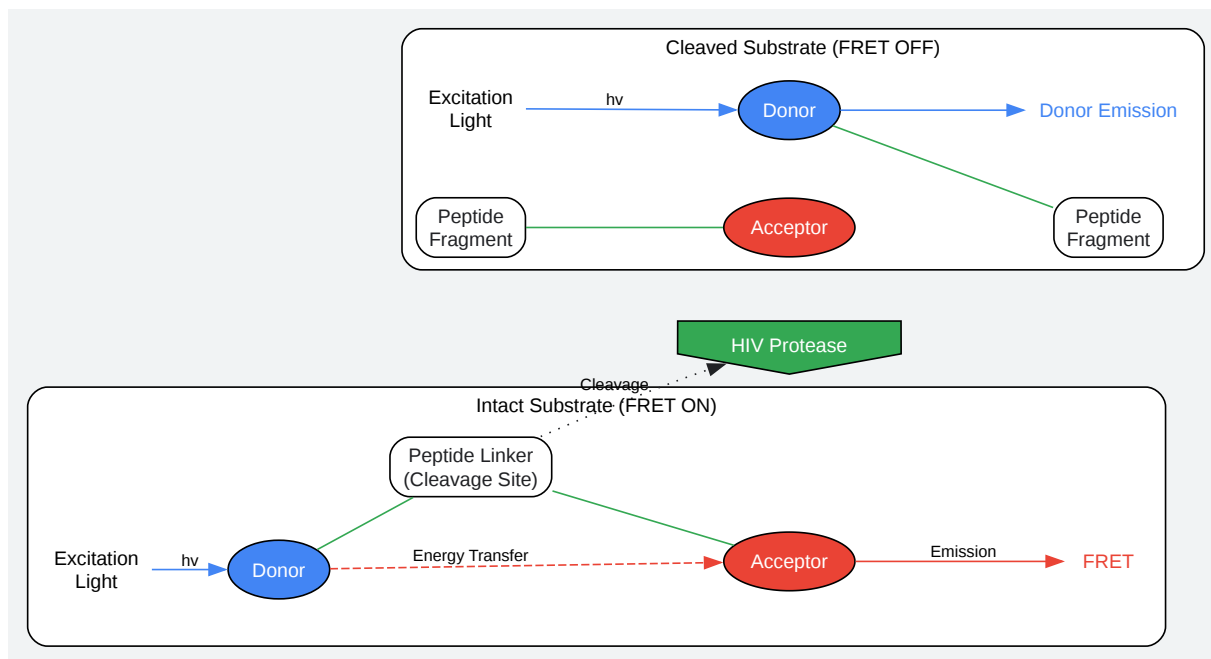 Cleaved Substrate (FRET OFF)
Excitation
Light
hv
Donor
Donor Emission
Peptide
Fragment
Acceptor
Peptide
Fragment
HIV Protease
Cleavage
Intact Substrate (FRET ON)
Peptide Linker
(Cleavage Site)
Excitation
Light
hv
Donor
Energy Transfer
Acceptor
Emission
FRET